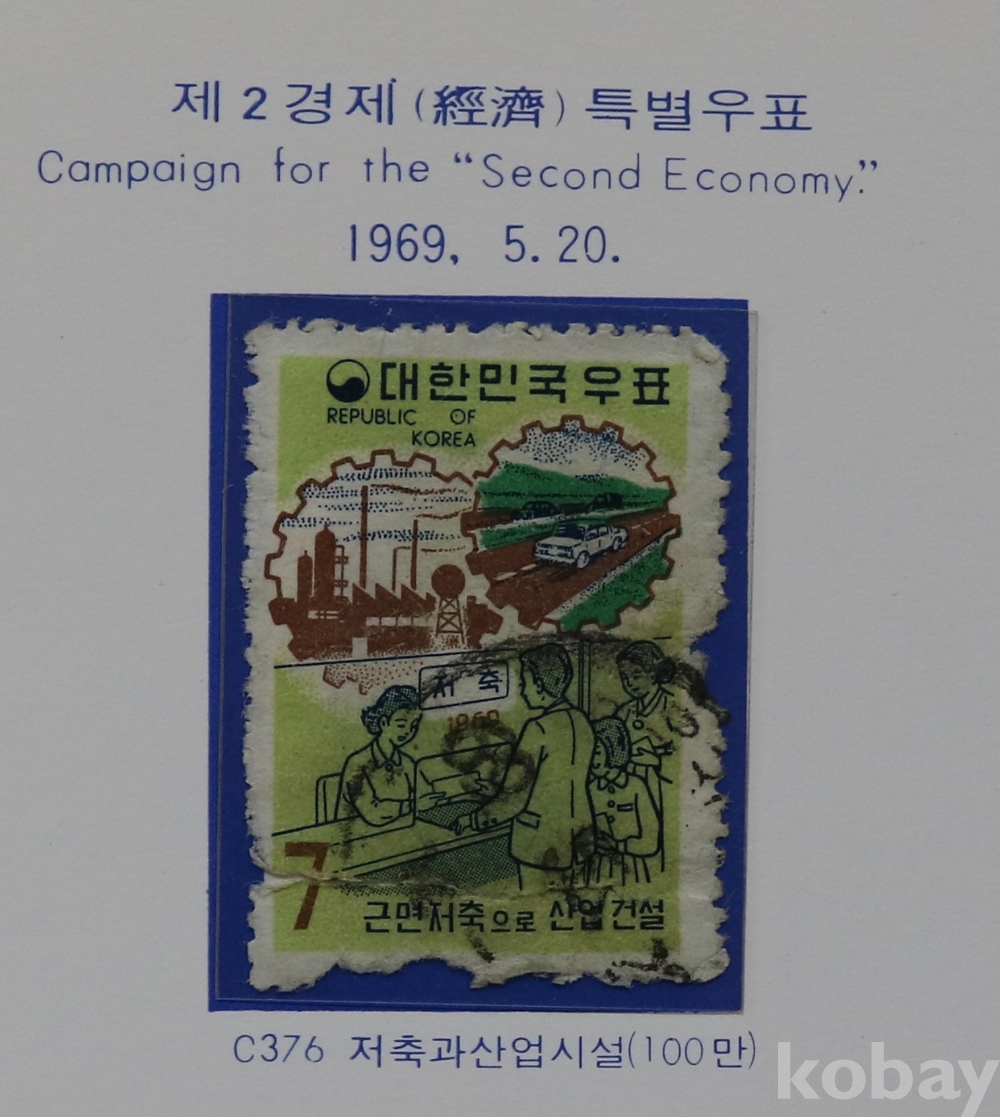 제 2 경제 (經濟) 특별우표
Campaign for the “Second Economy.”
1969. 5. 20.
대한민국우표
REPUBLIC OF
KOREA
저축
1969
7
근면저축으로 산업건설
C376 저축과산업시설(100만)
kobay